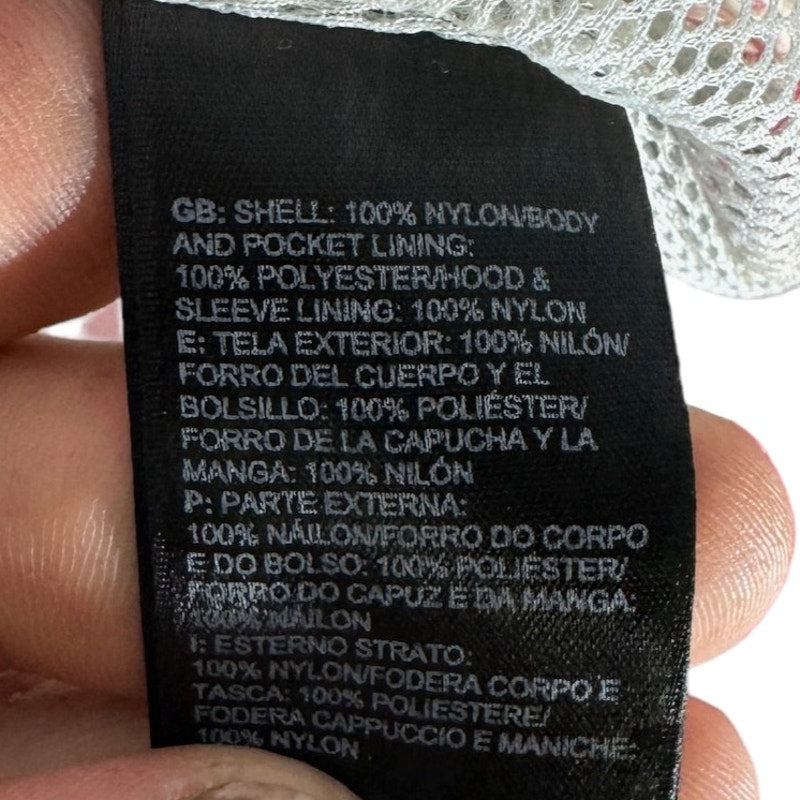 GB: SHELL: 100% NYLON/BODY
AND POCKET LINING:
100% POLYESTER/HOOD &
SLEEVE LINING: 100% NYLON
E: TELA EXTERIOR: 100% NILÓN/
FORRO DEL CUERPO Y EL
BOLSILLO: 100% POLIÉSTER/
FORRO DE LA CAPUCHA Y LA
MANGA: 100% NILÓN
P: PARTE EXTERNA:
100% NÁILON/FORRO DO CORPO
E DO BOLSO: 100% POLIÉSTER/
FORRO DO CAPUZ E DA MANGA:
100% NÁILON
I: ESTERNO STRATO:
100% NYLON/FODERA CORPO E
TASCA: 100% POLIESTERE/
FODERA CAPPUCCIO E MANICHE:
100% NYLON